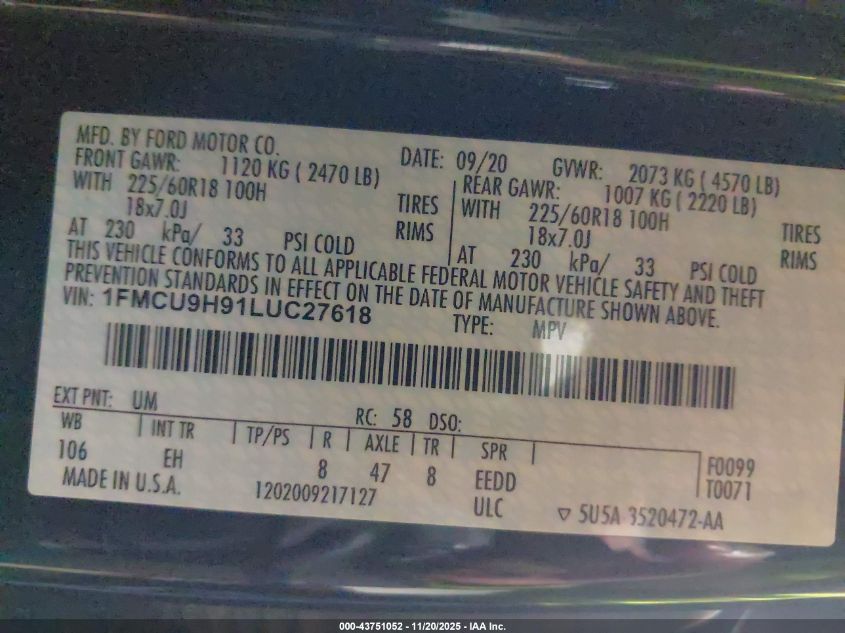 MFD. BY FORD MOTOR CO.
DATE: 09/20 GVWR: 2073 KG ( 4570 LB)
FRONT GAWR: 1120 KG ( 2470 LB)
WITH 225/60R18 100H TIRES
18x7.0J RIMS
AT 230 kPa/ 33 PSI COLD
REAR GAWR: 1007 KG ( 2220 LB)
WITH 225/60R18 100H TIRES
18x7.0J RIMS
AT 230 kPa/ 33 PSI COLD
THIS VEHICLE CONFORMS TO ALL APPLICABLE FEDERAL MOTOR VEHICLE SAFETY AND THEFT
PREVENTION STANDARDS IN EFFECT ON THE DATE OF MANUFACTURE SHOWN ABOVE.
VIN: 1FMCU9H91LUC27618 TYPE: MPV
EXT PNT: UM RC: 58 DSO:
WB INT TR TP/PS R AXLE TR SPR
106 EH 8 47 8 EEDD
F0099
T0071
MADE IN U.S.A. 1202009217127 ULC
5U5A-3520472-AA
000-43751052 - 11/20/2025 - IAA Inc.